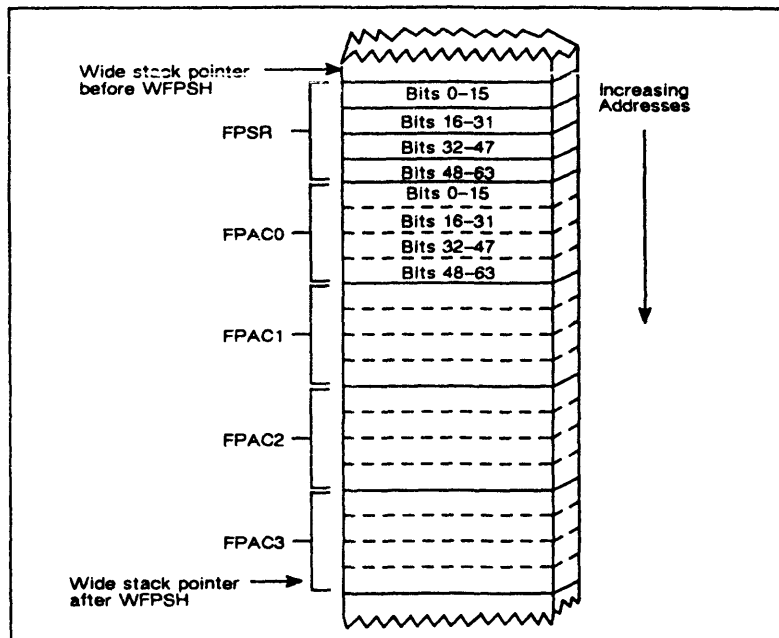 Wide stack pointer
before WFPSH
Increasing
Addresses
FPSR
Bits 0-15
Bits 16-31
Bits 32-47
Bits 48-63
FPAC0
Bits 0-15
Bits 16-31
Bits 32-47
Bits 48-63
FPAC1
FPAC2
FPAC3
Wide stack pointer
after WFPSH